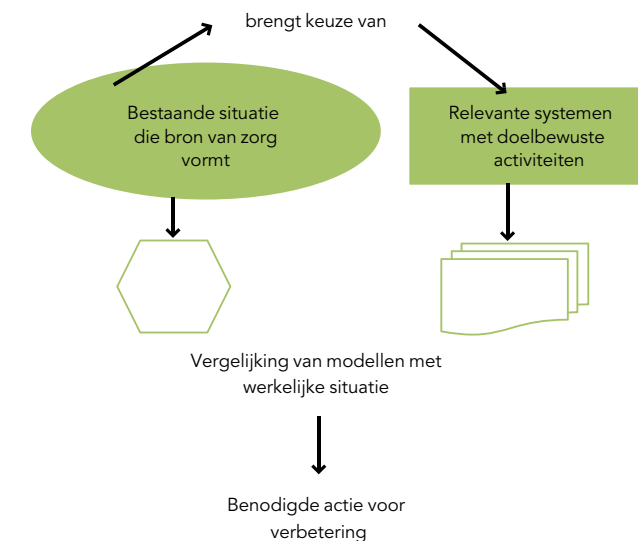 brengt keuze van
Bestaande situatie
die bron van zorg
vormt
Relevante systemen
met doelbewuste
activiteiten
Vergelijking van modellen met
werkelijke situatie
Benodigde actie voor
verbetering